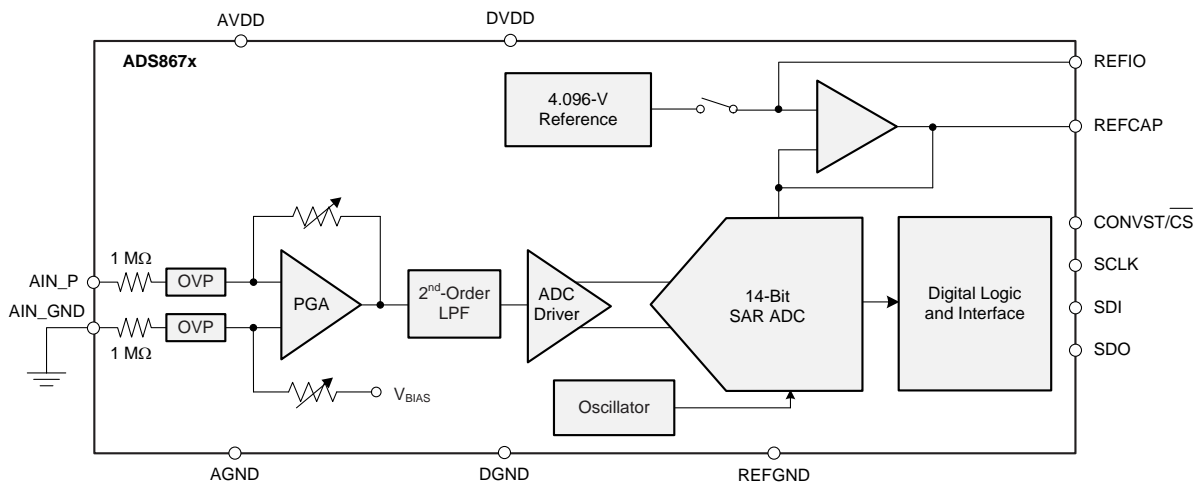 AVDD
DVDD
ADS867x
REFIO
4.096-V
Reference
REFCAP
CONVST/C̅S̅
1 MΩ
AIN_P
OVP
SCLK
AIN_GND
PGA
2nd-Order
LPF
ADC
Driver
14-Bit
SAR ADC
Digital Logic
and Interface
SDI
OVP
1 MΩ
SDO
VBIAS
Oscillator
AGND
DGND
REFGND